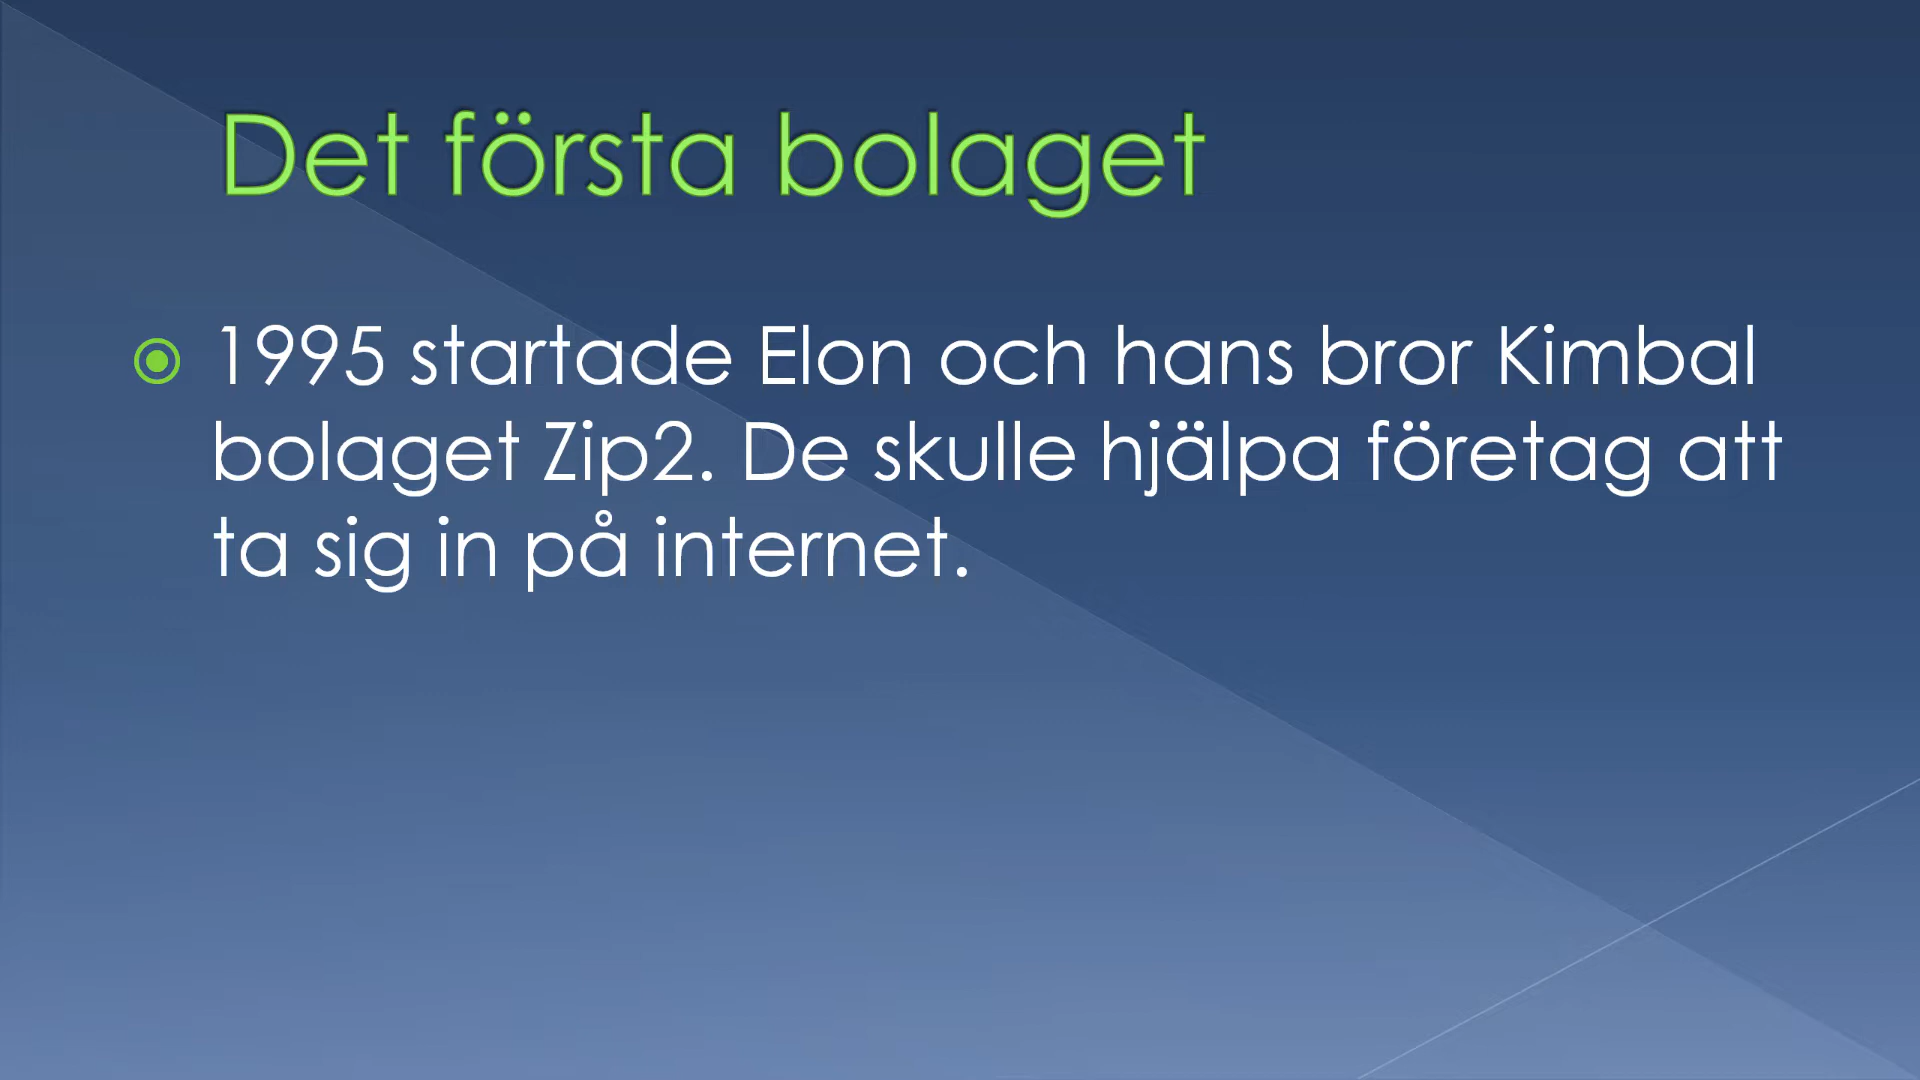 Det första bolaget
1995 startade Elon och hans bror Kimbal
bolaget Zip2. De skulle hjälpa företag att
ta sig in på internet.